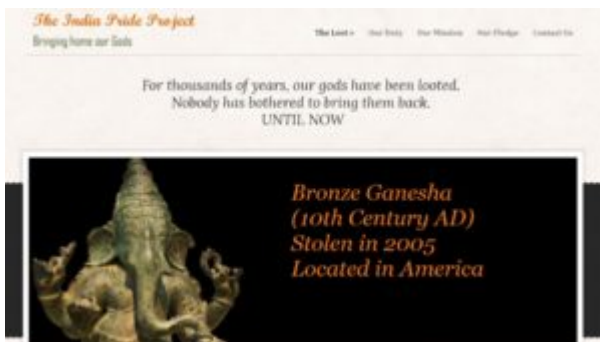 The India Pride Project
Bringing home our Gods
The Loot
Our Duty
Our Mission
Our Pledge
Contact Us
For thousands of years, our gods have been looted.
Nobody has bothered to bring them back.
UNTIL NOW
Bronze Ganesha
(10th Century AD)
Stolen in 2005
Located in America